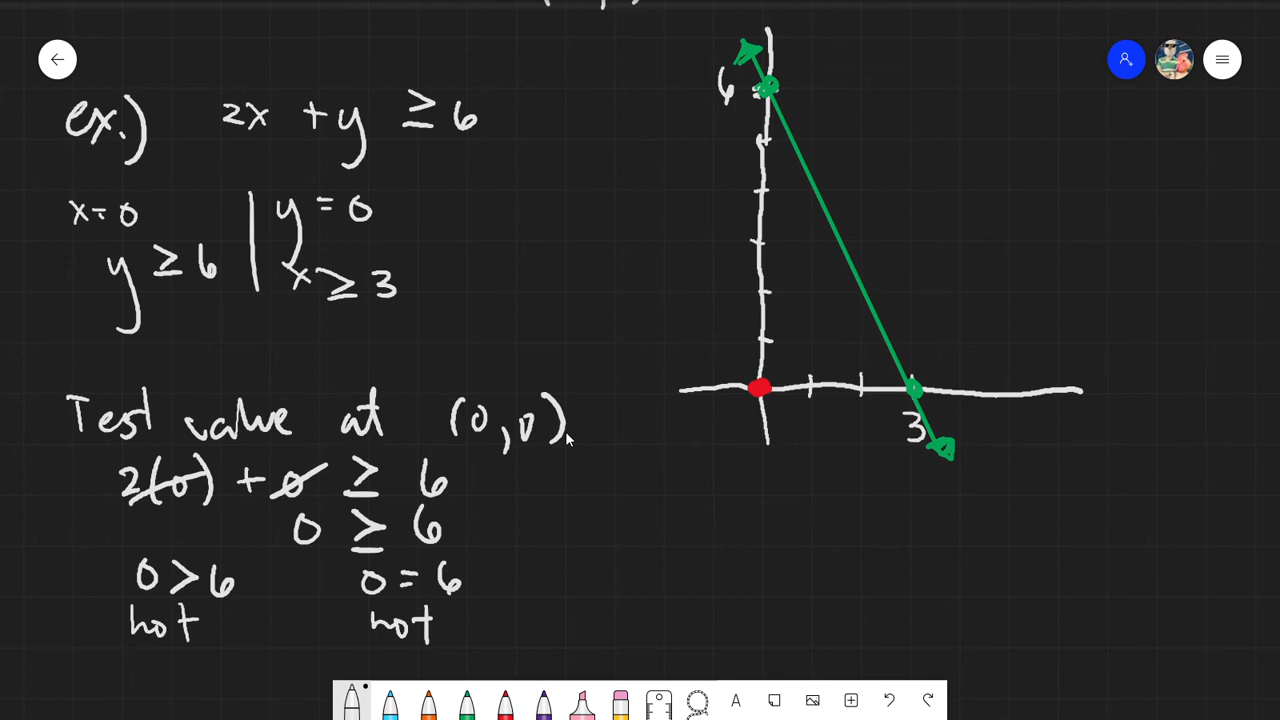 ex.) 2x + y ≥ 6
x = 0 | y = 0
y ≥ 6 | x ≥ 3
Test value at (0,0)
2(0) + 0 ≥ 6
0 ≥ 6
0 > 6 0 = 6
not not
6
3
A